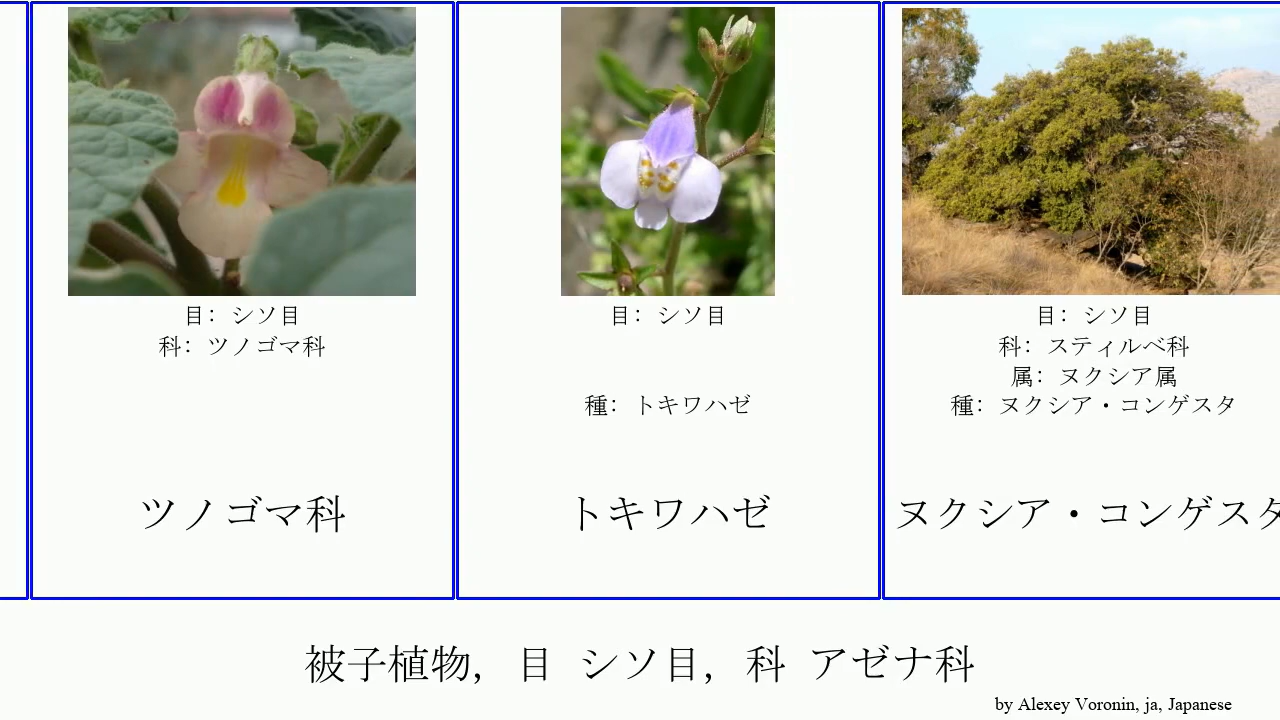 目: シソ目
科: ツノゴマ科
ツノゴマ科
目: シソ目
種: トキワハゼ
トキワハゼ
目: シソ目
科: スティルベ科
属: ヌクシア属
種: ヌクシア・コンゲスタ
ヌクシア・コンゲスタ
被子植物, 目 シソ目, 科 アゼナ科
by Alexey Voronin, ja, Japanese